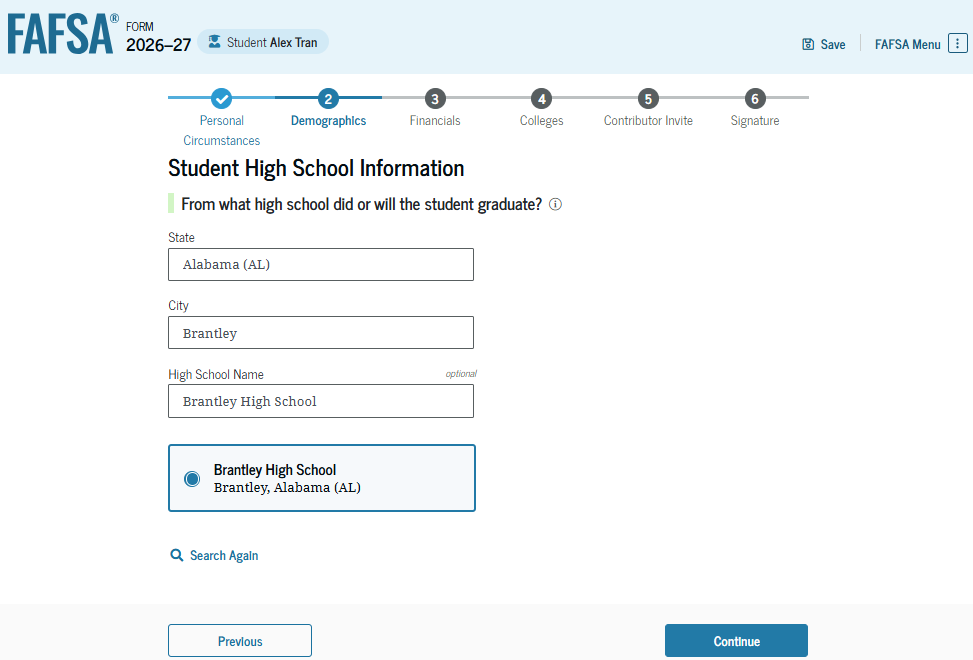 FAFSA®
FORM
2026–27
Student Alex Tran
Save
FAFSA Menu
2
3
4
5
6
Personal Circumstances
Demographics
Financials
Colleges
Contributor Invite
Signature
Student High School Information
From what high school did or will the student graduate?
State
Alabama (AL)
City
Brantley
High School Name
optional
Brantley High School
Brantley High School
Brantley, Alabama (AL)
Search Again
Previous
Continue